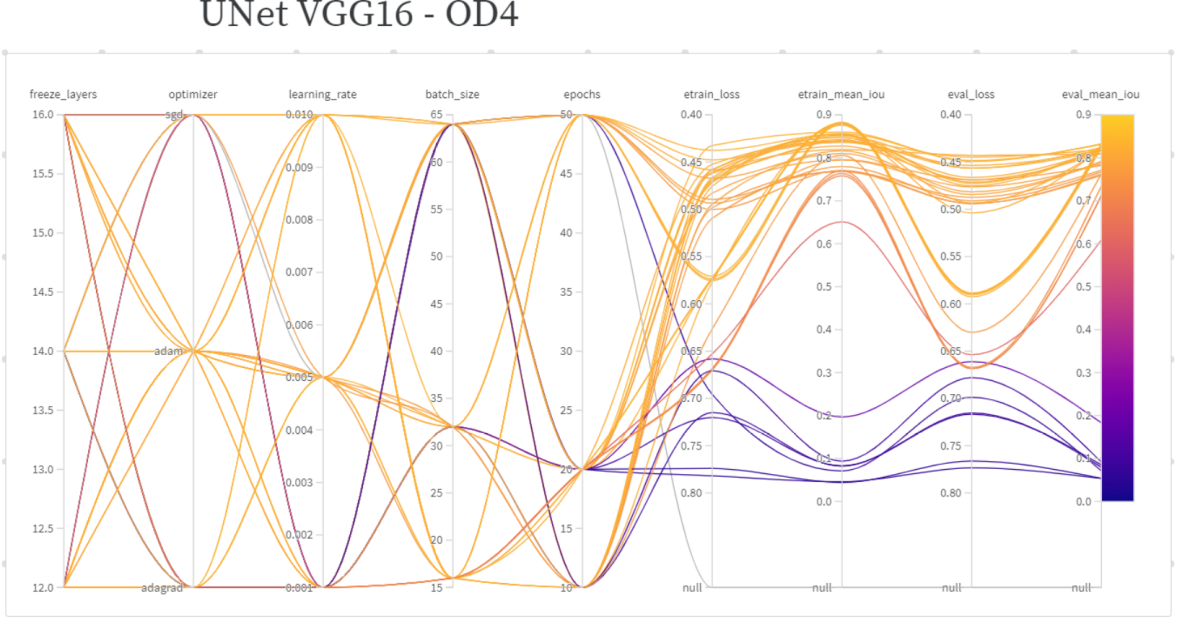 UNet VGG16 - OD4
freeze_layers optimizer learning_rate batch_size epochs etrain_loss etrain_mean_iou eval_loss eval_mean_iou
16.0 sgd 0.010 65 50 0.40 0.9 0.40 0.9
15.5 0.009 60 45 0.45 0.8 0.45 0.8
15.0 0.008 55 40 0.50 0.7 0.50 0.7
14.5 0.007 50 35 0.55 0.6 0.55 0.6
14.0 adam 0.006 45 30 0.60 0.5 0.60 0.5
13.5 0.005 40 25 0.65 0.4 0.65 0.4
13.0 0.004 35 20 0.70 0.3 0.70 0.3
12.5 0.003 30 15 0.75 0.2 0.75 0.2
12.0 adagrad 0.002 25 10 0.80 0.1 0.80 0.1
0.001 20 null 0.0 null 0.0
15 null null